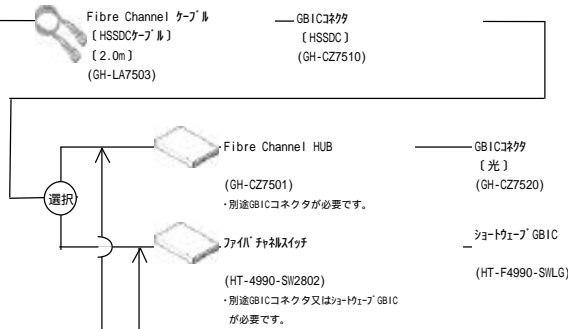 Fibre Channel ケーブル
〔HSSDCケーブル〕
〔2.0m〕
(GH-LA7503)
GBICコネクタ
〔HSSDC〕
(GH-CZ7510)
選択
Fibre Channel HUB
(GH-CZ7501)
・別途GBICコネクタが必要です。
GBICコネクタ
〔光〕
(GH-CZ7520)
ファイバチャネルスイッチ
(HT-4990-SW2802)
・別途GBICコネクタ又はショートウェーブGBIC
が必要です。
ショートウェーブGBIC
(HT-F4990-SWLG)